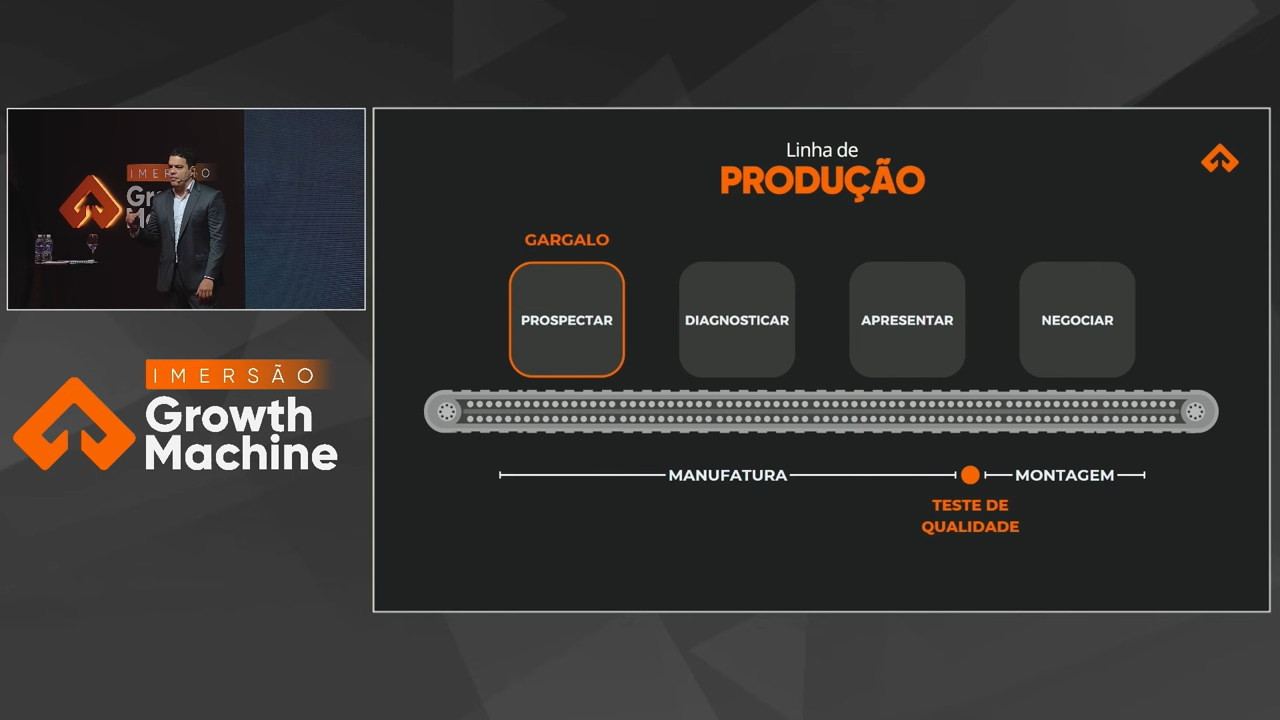 IMERSÃO
Growth
Machine
Linha de
PRODUÇÃO
GARGALO
PROSPECTAR
DIAGNOSTICAR
APRESENTAR
NEGOCIAR
MANUFATURA
MONTAGEM
TESTE DE
QUALIDADE